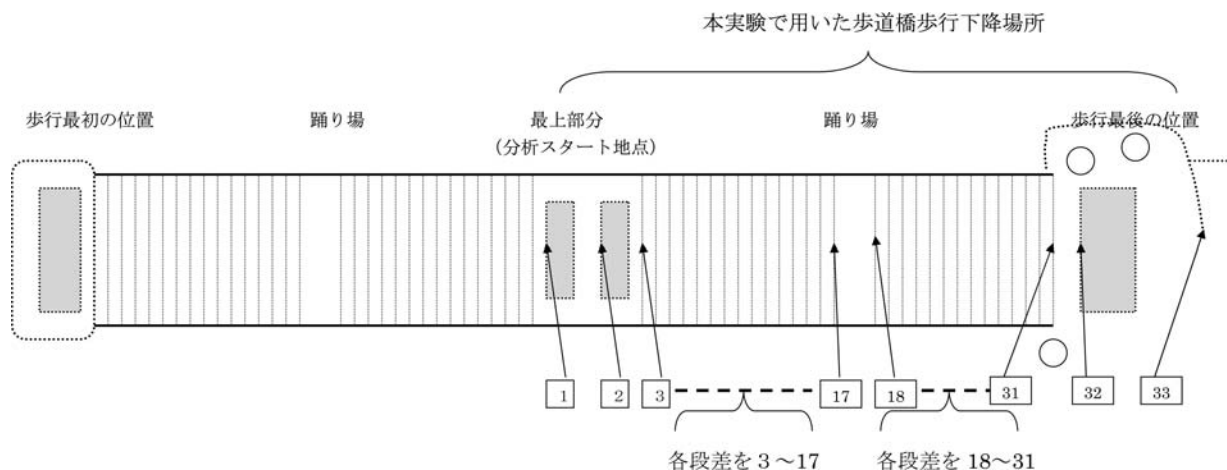 本実験で用いた歩道橋歩行下降場所
歩行最初の位置
踊り場
最上部分
(分析スタート地点)
踊り場
歩行最後の位置
1
2
3
17
18
31
32
33
各段差を 3~17
各段差を 18~31